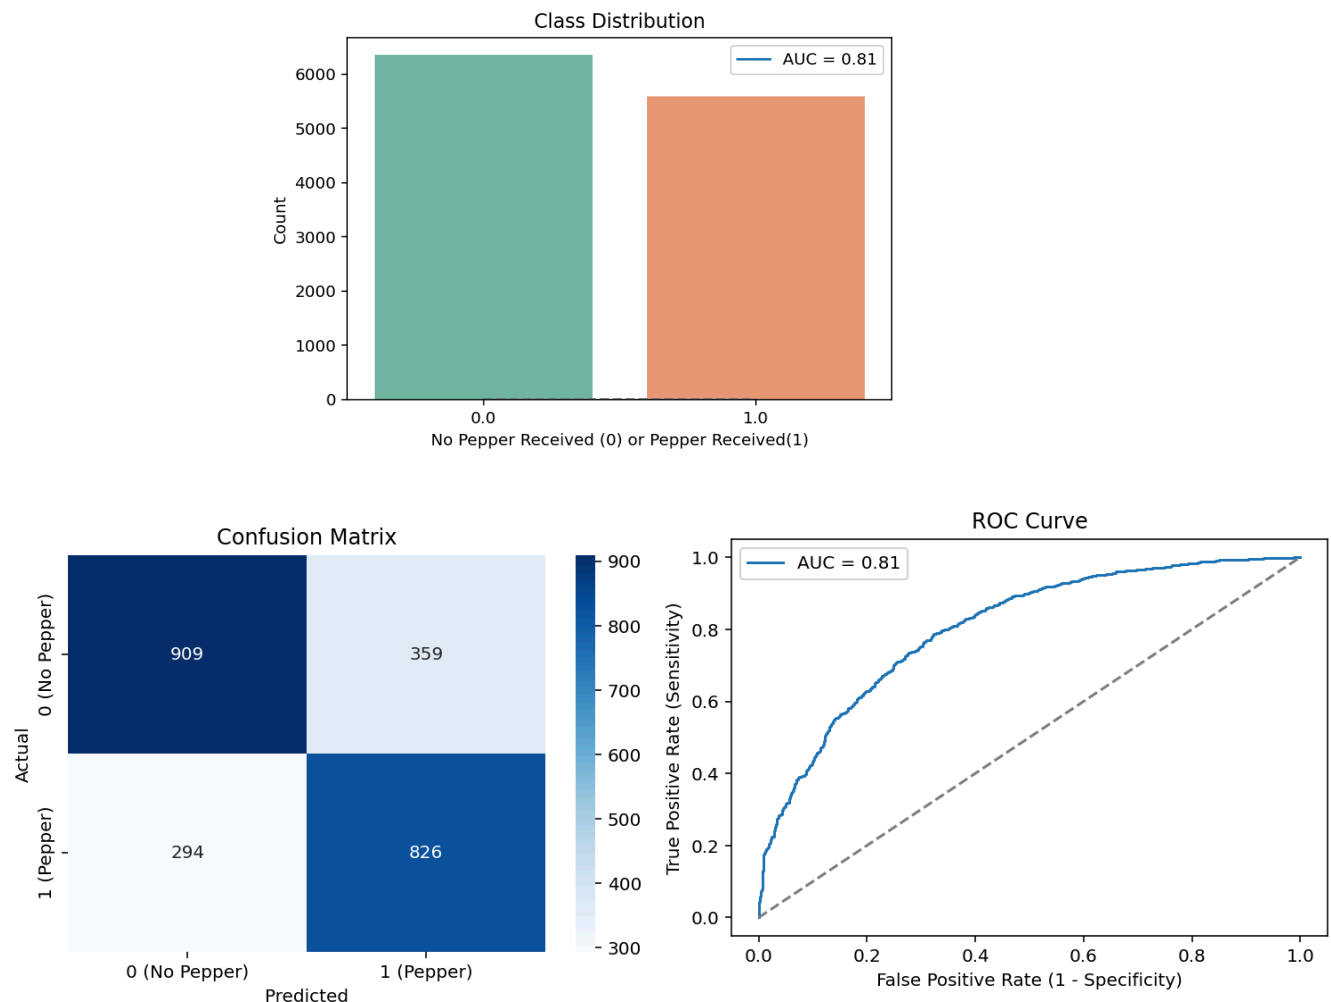 Class Distribution
AUC = 0.81
6000
5000
4000
3000
2000
1000
0
Count
0.0
1.0
No Pepper Received (0) or Pepper Received(1)
Confusion Matrix
Actual
0 (No Pepper)
1 (Pepper)
909
359
294
826
0 (No Pepper)
1 (Pepper)
Predicted
900
800
700
600
500
400
300
ROC Curve
AUC = 0.81
True Positive Rate (Sensitivity)
1.0
0.8
0.6
0.4
0.2
0.0
0.0
0.2
0.4
0.6
0.8
1.0
False Positive Rate (1 - Specificity)